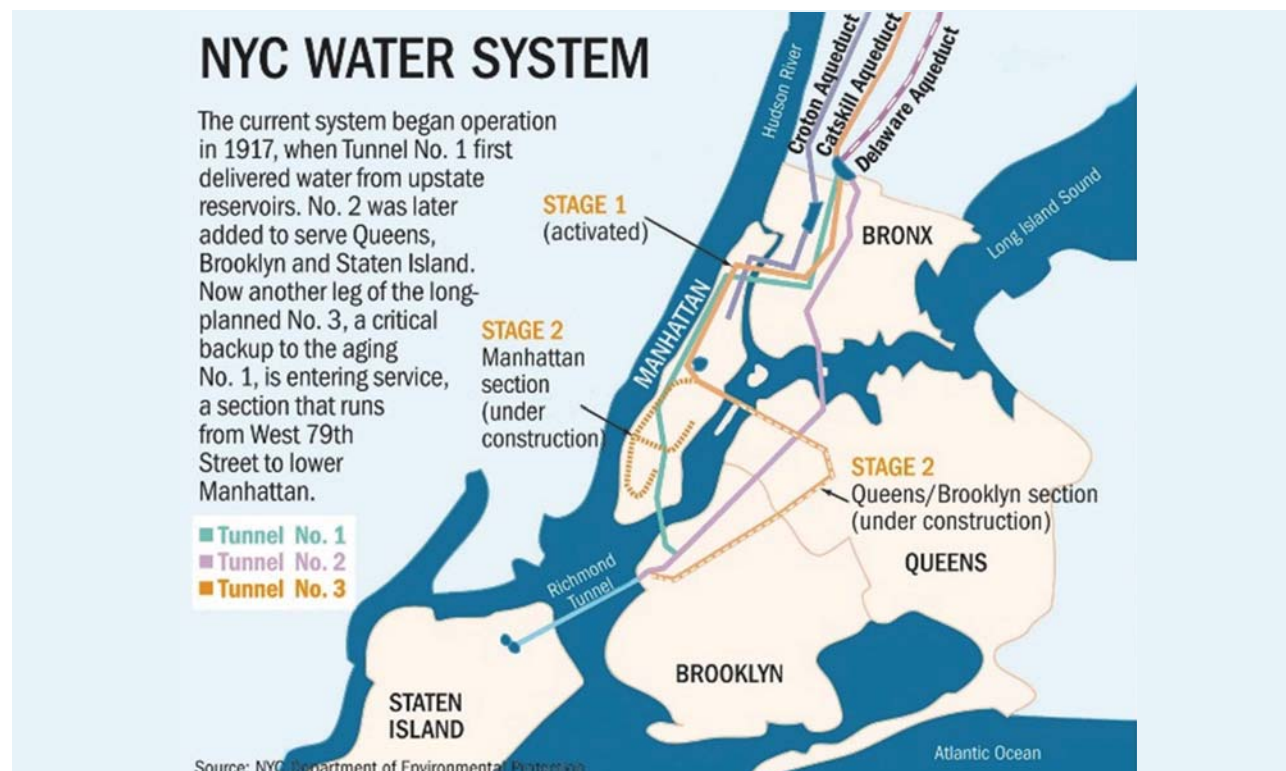 NYC WATER SYSTEM
The current system began operation
in 1917, when Tunnel No. 1 first
delivered water from upstate
reservoirs. No. 2 was later
added to serve Queens,
Brooklyn and Staten Island.
Now another leg of the long-
planned No. 3, a critical
backup to the aging
No. 1, is entering service,
a section that runs
from West 79th
Street to lower
Manhattan.
Tunnel No. 1
Tunnel No. 2
Tunnel No. 3
Hudson River
Croton Aqueduct
Catskill Aqueduct
Delaware Aqueduct
STAGE 1
(activated)
BRONX
Long Island Sound
MANHATTAN
STAGE 2
Manhattan
section
(under
construction)
STAGE 2
Queens/Brooklyn section
(under construction)
QUEENS
Richmond
Tunnel
BROOKLYN
STATEN
ISLAND
Atlantic Ocean
Source: NYC Department of Environmental Protection